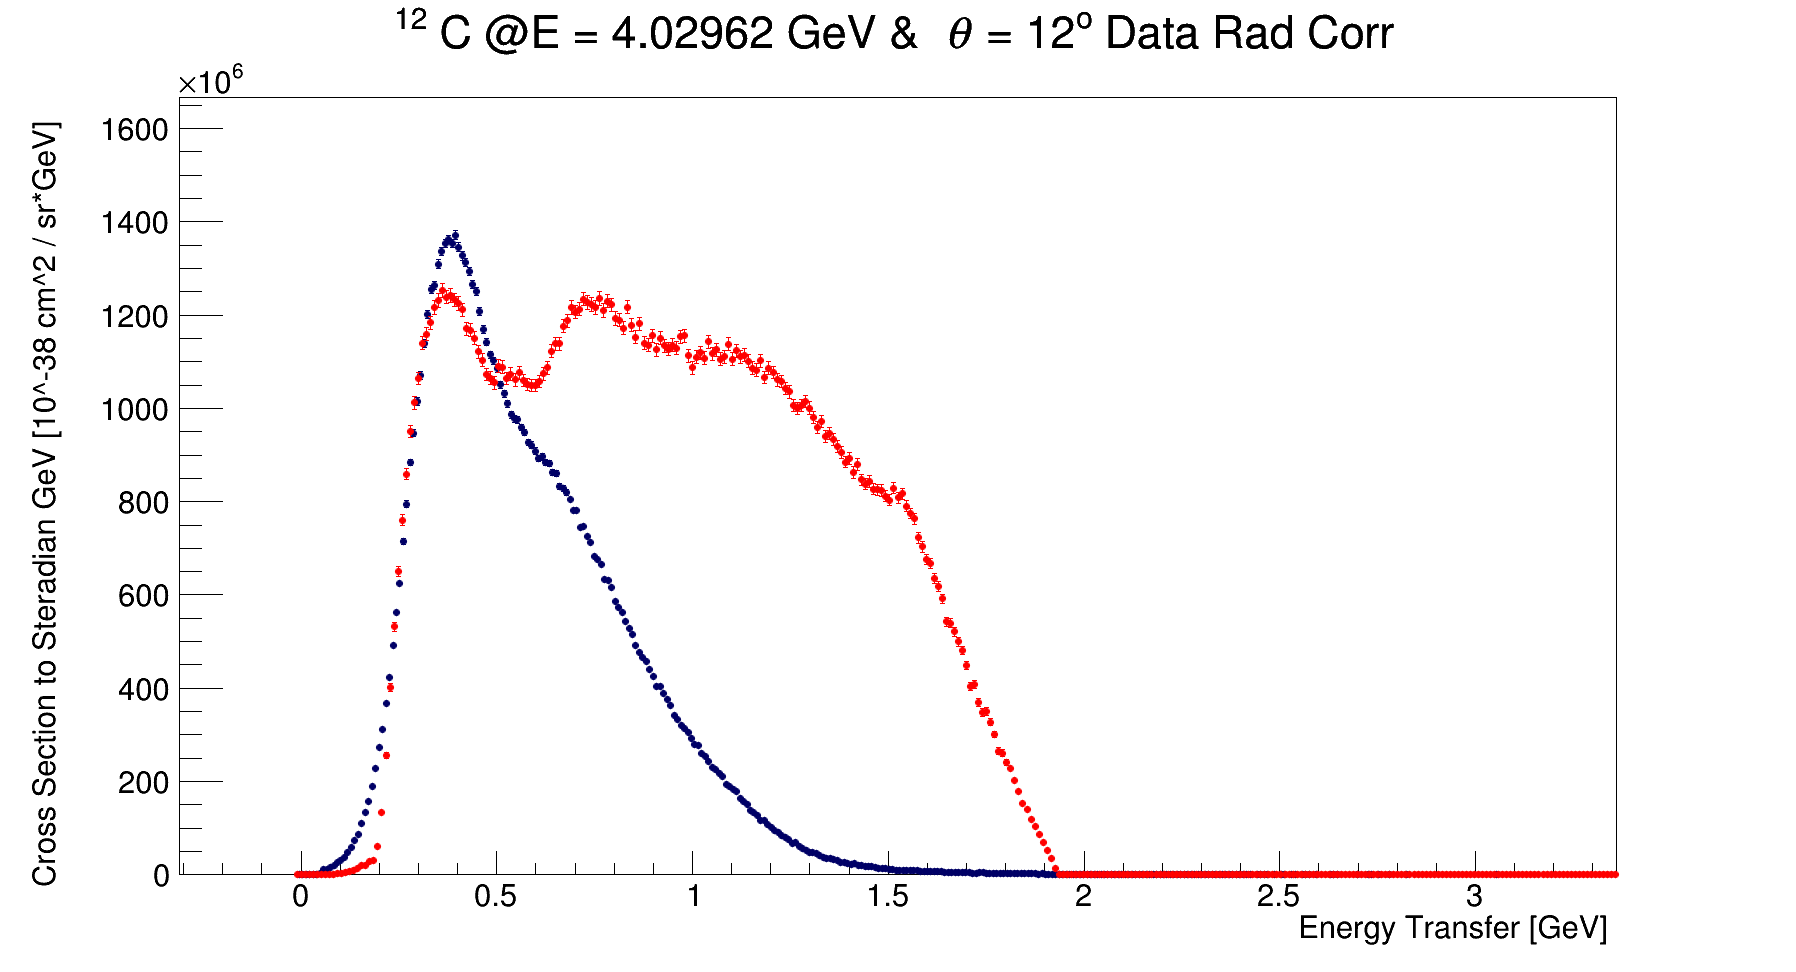 12 C @E = 4.02962 GeV & θ = 12o Data Rad Corr
×10^6
Cross Section to Steradian GeV [10^-38 cm^2 / sr*GeV]
1600
1400
1200
1000
800
600
400
200
0
0 0.5 1 1.5 2 2.5 3
Energy Transfer [GeV]